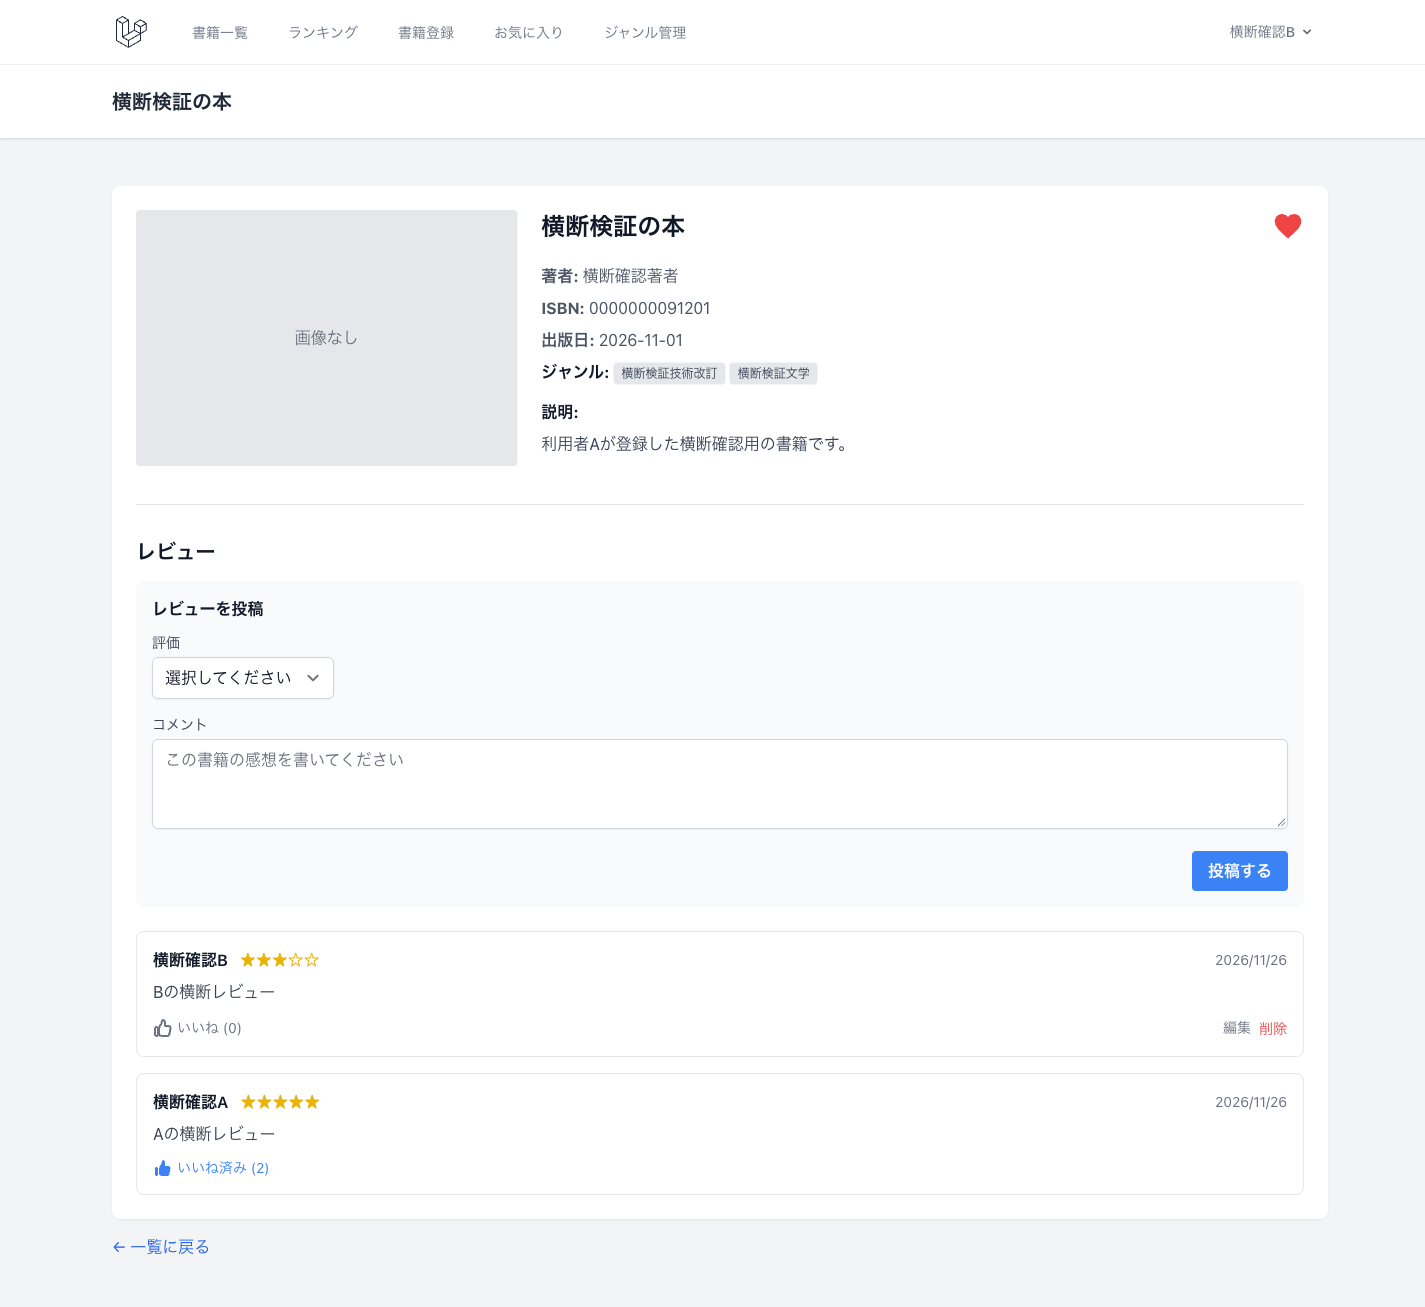 書籍一覧 ランキング 書籍登録 お気に入り ジャンル管理 横断確認B
横断検証の本
画像なし
横断検証の本
著者: 横断確認著者
ISBN: 0000000091201
出版日: 2026-11-01
ジャンル: 横断検証技術改訂 横断検証文学
説明:
利用者Aが登録した横断確認用の書籍です。
レビュー
レビューを投稿
評価
選択してください
コメント
この書籍の感想を書いてください
投稿する
横断確認B ★★★☆☆ 2026/11/26
Bの横断レビュー
いいね (0) 編集 削除
横断確認A ★★★★★ 2026/11/26
Aの横断レビュー
いいね済み (2)
← 一覧に戻る